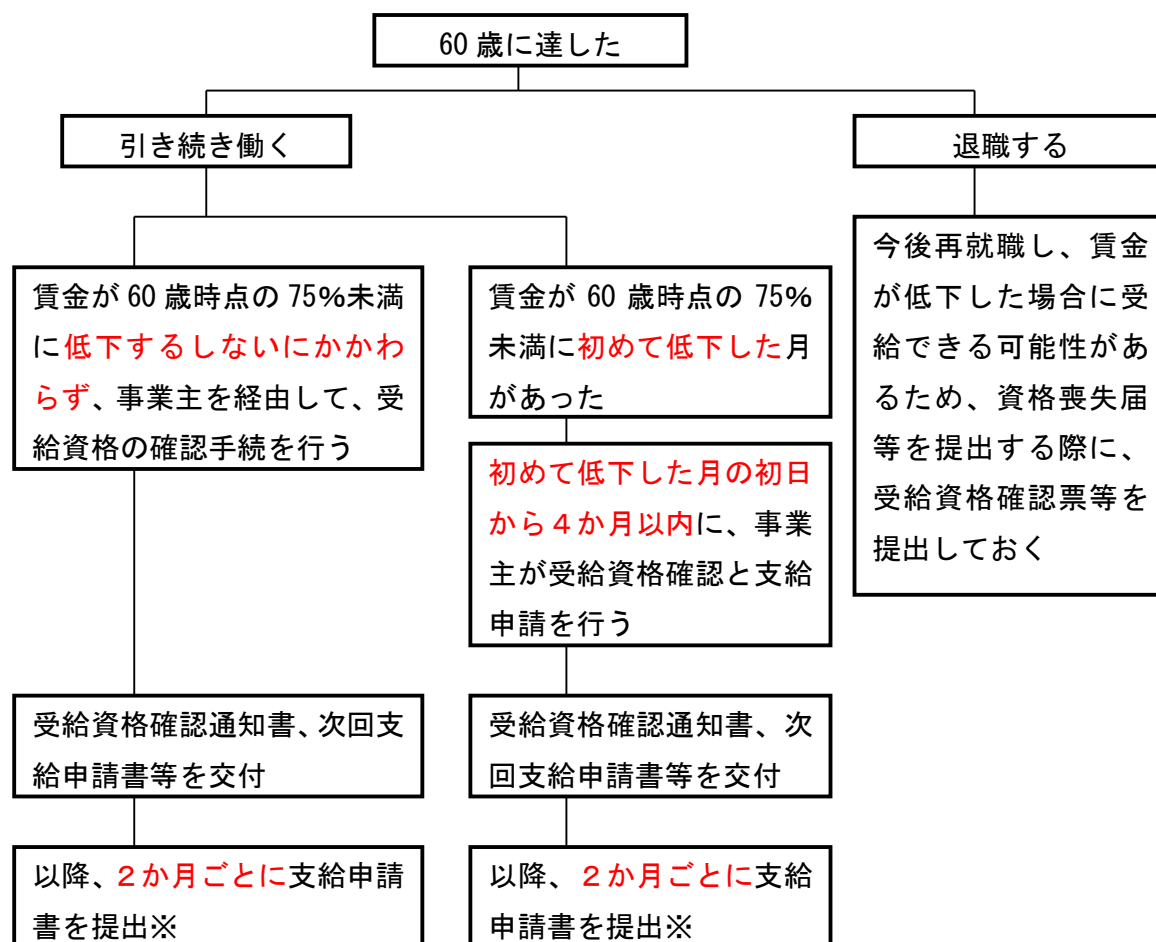 60歳に達した
引き続き働く
退職する
賃金が60歳時点の75%未満
に低下するしないにかかわ
らず、事業主を経由して、受
給資格の確認手続を行う
賃金が60歳時点の75%
未満に初めて低下した月
があった
初めて低下した月の初日
から４か月以内に、事業
主が受給資格確認と支給
申請を行う
今後再就職し、賃金
が低下した場合に受
給できる可能性があ
るため、資格喪失届
等を提出する際に、
受給資格確認票等を
提出しておく
受給資格確認通知書、次回支
給申請書等を交付
受給資格確認通知書、次
回支給申請書等を交付
以降、２か月ごとに支給申請
書を提出※
以降、２か月ごとに支給
申請書を提出※